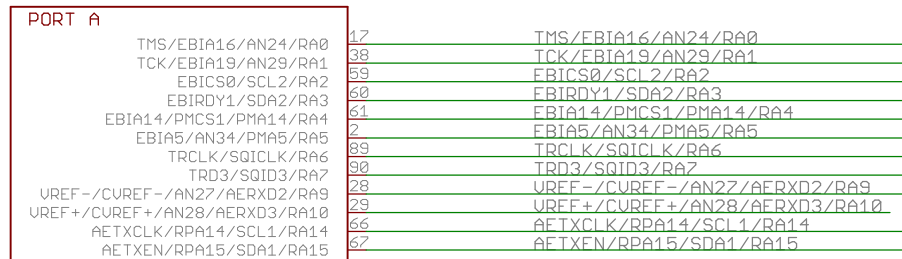 PORT A
TMS/EBIA16/AN24/RA0 17 TMS/EBIA16/AN24/RA0
TCK/EBIA19/AN29/RA1 38 TCK/EBIA19/AN29/RA1
EBICS0/SCL2/RA2 59 EBICS0/SCL2/RA2
EBIRDY1/SDA2/RA3 60 EBIRDY1/SDA2/RA3
EBIA14/PMCS1/PMA14/RA4 61 EBIA14/PMCS1/PMA14/RA4
EBIA5/AN34/PMA5/RA5 2 EBIA5/AN34/PMA5/RA5
TRCLK/SQICLK/RA6 89 TRCLK/SQICLK/RA6
TRD3/SQID3/RA7 90 TRD3/SQID3/RA7
VREF-/CVREF-/AN27/AERXD2/RA9 28 VREF-/CVREF-/AN27/AERXD2/RA9
VREF+/CVREF+/AN28/AERXD3/RA10 29 VREF+/CVREF+/AN28/AERXD3/RA10
AETXCLK/RPA14/SCL1/RA14 66 AETXCLK/RPA14/SCL1/RA14
AETXEN/RPA15/SDA1/RA15 67 AETXEN/RPA15/SDA1/RA15